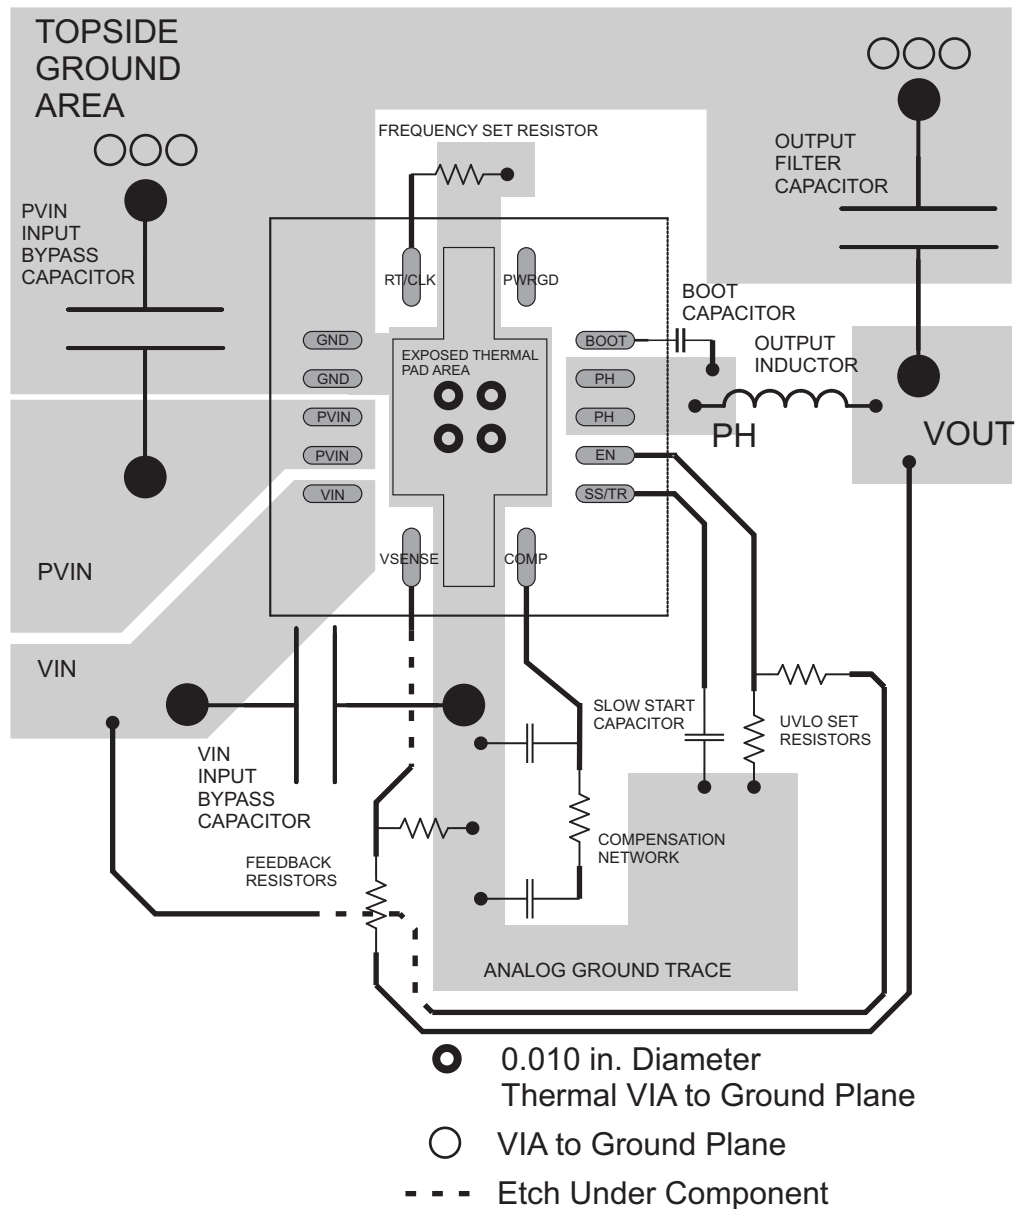 TOPSIDE
GROUND
AREA
FREQUENCY SET RESISTOR
OUTPUT
FILTER
CAPACITOR
PVIN
INPUT
BYPASS
CAPACITOR
RT/CLK
PWRGD
BOOT
CAPACITOR
GND
EXPOSED THERMAL
PAD AREA
BOOT
OUTPUT
INDUCTOR
GND
PH
PVIN
PH
PH
VOUT
PVIN
EN
VIN
SS/TR
VSENSE
COMP
PVIN
VIN
SLOW START
CAPACITOR
UVLO SET
RESISTORS
VIN
INPUT
BYPASS
CAPACITOR
COMPENSATION
NETWORK
FEEDBACK
RESISTORS
ANALOG GROUND TRACE
0.010 in. Diameter
Thermal VIA to Ground Plane
VIA to Ground Plane
Etch Under Component